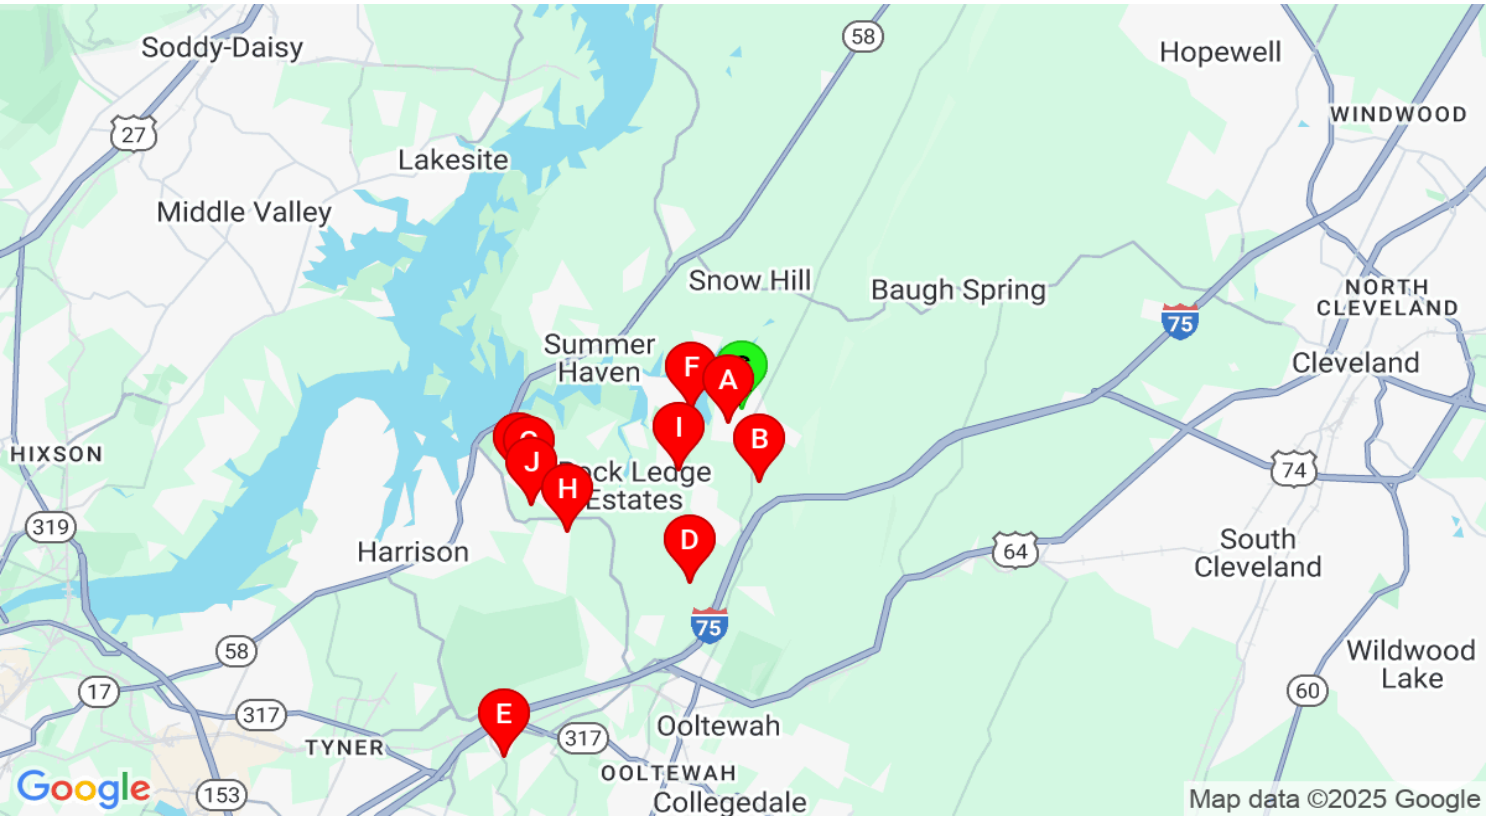 58
Soddy-Daisy
Hopewell
WINDWOOD
27
Lakesite
Middle Valley
Snow Hill
Baugh Spring
NORTH
CLEVELAND
75
Summer
Haven
F
A
Cleveland
I
B
HIXSON
J
Rock Ledge
Estates
H
74
319
D
Harrison
64
South
Cleveland
75
58
Wildwood
Lake
17
60
317
E
Ooltewah
317
TYNER
OOLTEWAH
Google
153
Collegedale
Map data ©2025 Google